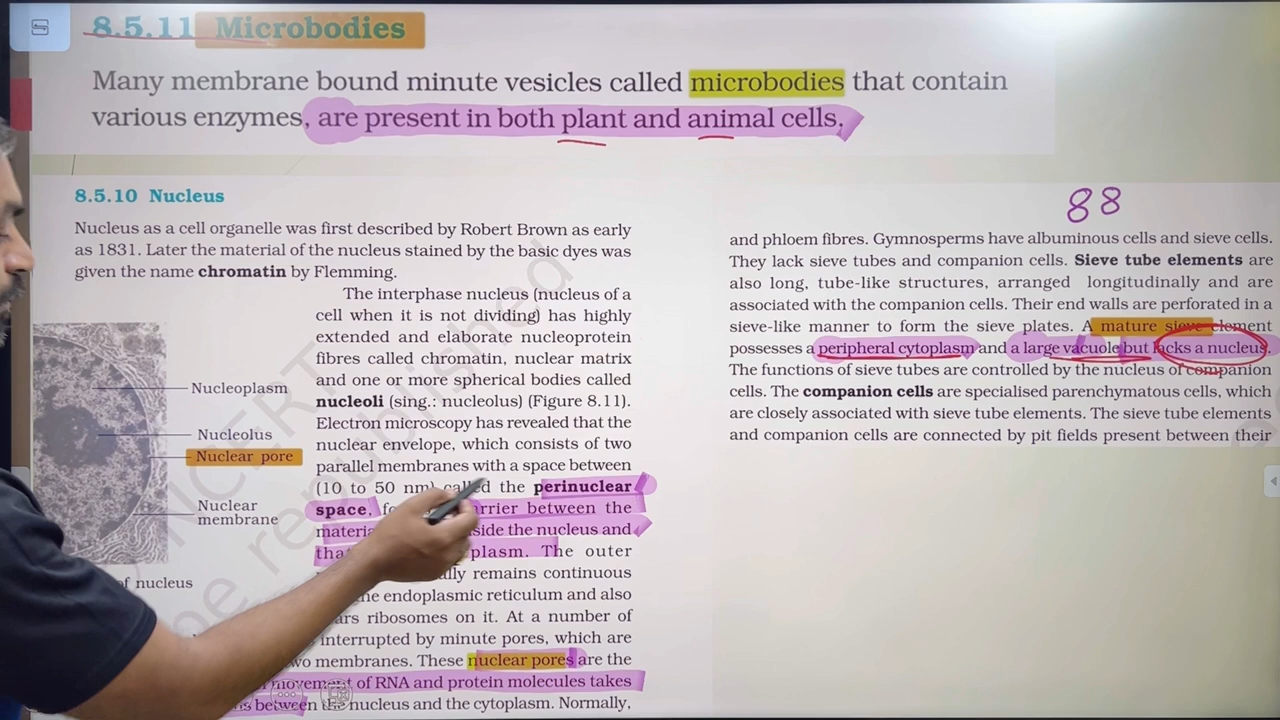 8.5.11 Microbodies
Many membrane bound minute vesicles called microbodies that contain
various enzymes, are present in both plant and animal cells.
8.5.10 Nucleus
Nucleus as a cell organelle was first described by Robert Brown as early
as 1831. Later the material of the nucleus stained by the basic dyes was
given the name chromatin by Flemming.
The interphase nucleus (nucleus of a
cell when it is not dividing) has highly
extended and elaborate nucleoprotein
fibres called chromatin, nuclear matrix
and one or more spherical bodies called
nucleoli (sing.: nucleolus) (Figure 8.11).
Electron microscopy has revealed that the
nuclear envelope, which consists of two
parallel membranes with a space between
(10 to 50 nm) called the perinuclear
space, between the
side the nucleus and
plasm. The outer
remains continuous
endoplasmic reticulum and also
ribosomes on it. At a number of
interrupted by minute pores, which are
membranes. These nuclear pores are the
movement of RNA and protein molecules takes
between the nucleus and the cytoplasm. Normally,
Nucleoplasm
Nucleolus
Nuclear pore
Nuclear
membrane
of nucleus
88
and phloem fibres. Gymnosperms have albuminous cells and sieve cells.
They lack sieve tubes and companion cells. Sieve tube elements are
also long, tube-like structures, arranged longitudinally and are
associated with the companion cells. Their end walls are perforated in a
sieve-like manner to form the sieve plates. A mature sieve element
possesses a peripheral cytoplasm and a large vacuole but lacks a nucleus.
The functions of sieve tubes are controlled by the nucleus of companion
cells. The companion cells are specialised parenchymatous cells, which
are closely associated with sieve tube elements. The sieve tube elements
and companion cells are connected by pit fields present between their